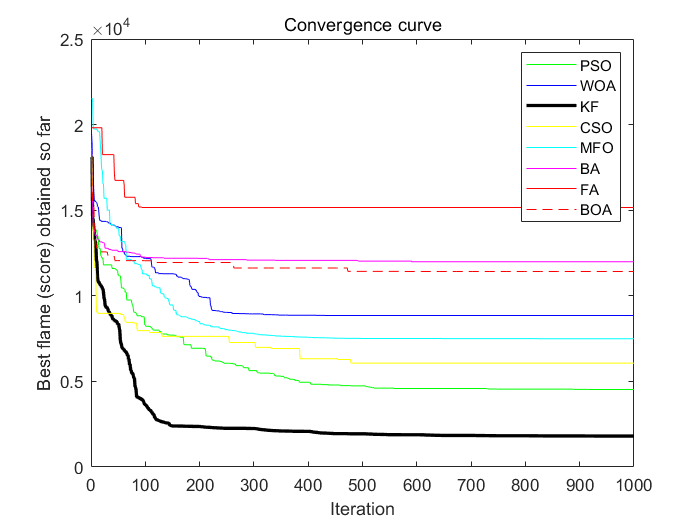 Convergence curve
×10^4
Best flame (score) obtained so far
2.5
2
1.5
1
0.5
0
0 100 200 300 400 500 600 700 800 900 1000
Iteration
PSO
WOA
KF
CSO
MFO
BA
FA
BOA